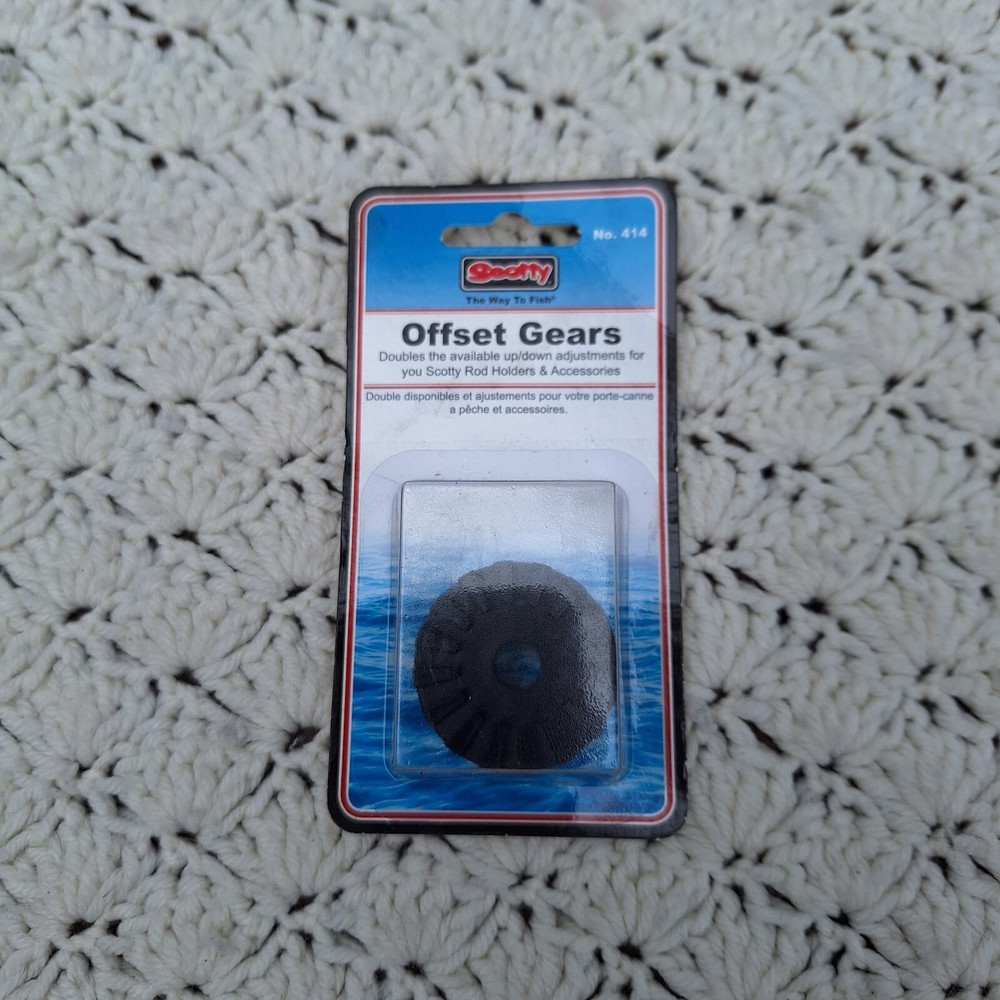 No. 414
Scotty
The Way To Fish®
Offset Gears
Doubles the available up/down adjustments for
you Scotty Rod Holders & Accessories
Double disponibles et ajustements pour votre porte-canne
a pêche et accessoires.